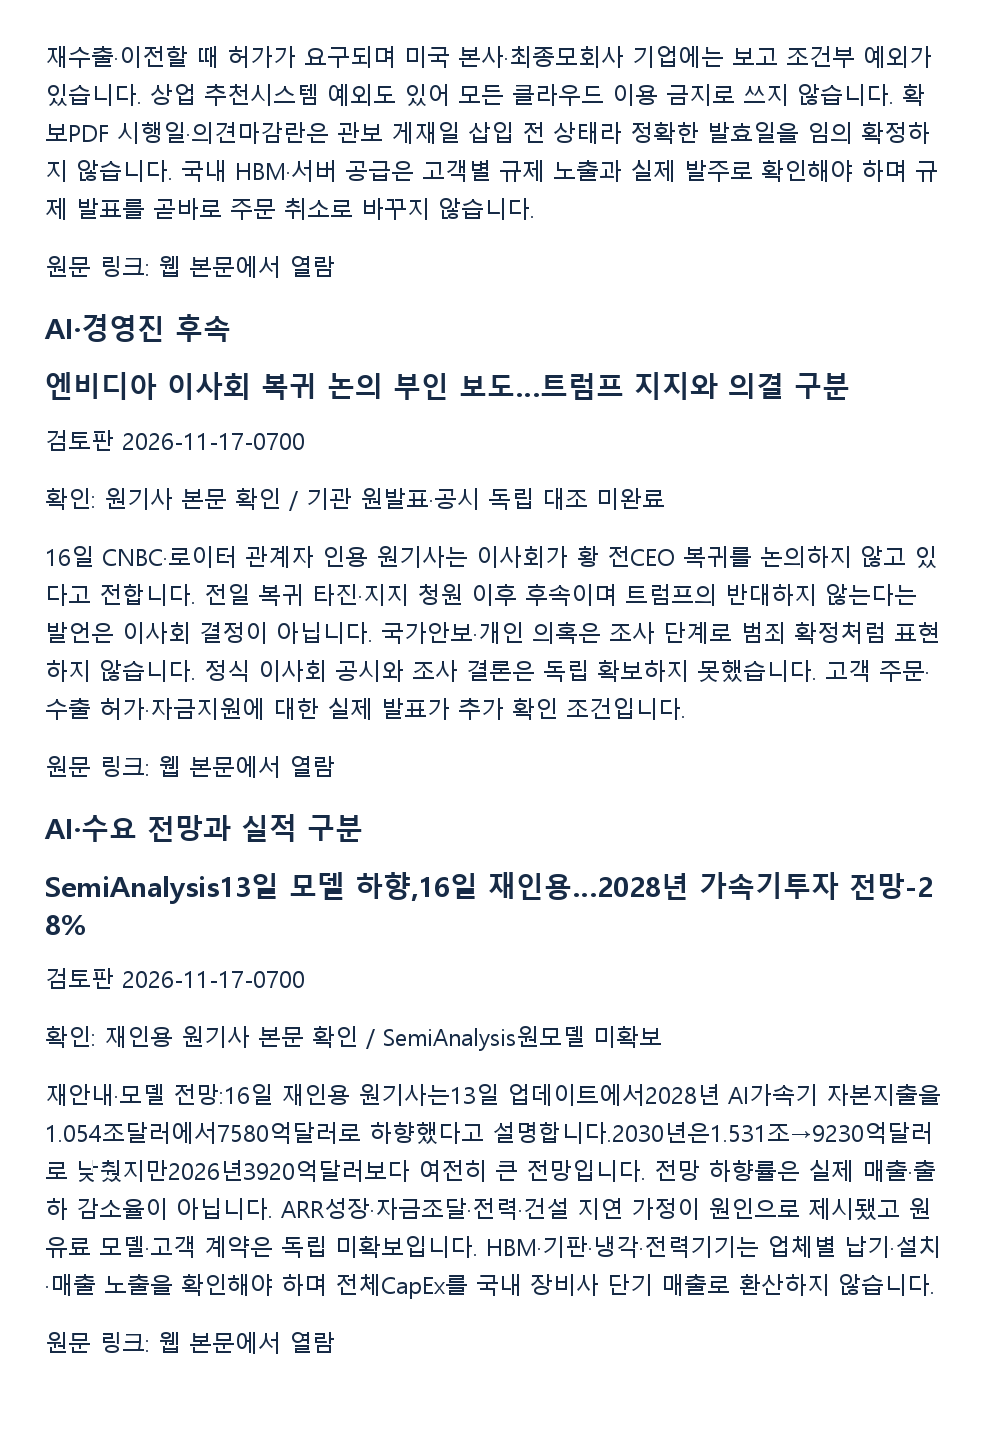 재수출·이전할 때 허가가 요구되며 미국 본사·최종모회사 기업에는 보고 조건부 예외가
있습니다. 상업 추천시스템 예외도 있어 모든 클라우드 이용 금지로 쓰지 않습니다. 확
보PDF 시행일·의견마감란은 관보 게재일 삽입 전 상태라 정확한 발효일을 임의 확정하
지 않습니다. 국내 HBM·서버 공급은 고객별 규제 노출과 실제 발주로 확인해야 하며 규
제 발표를 곧바로 주문 취소로 바꾸지 않습니다.
원문 링크: 웹 본문에서 열람
AI·경영진 후속
엔비디아 이사회 복귀 논의 부인 보도...트럼프 지지와 의결 구분
검토판 2026-11-17-0700
확인: 원기사 본문 확인 / 기관 원발표·공시 독립 대조 미완료
16일 CNBC·로이터 관계자 인용 원기사는 이사회가 황 전CEO 복귀를 논의하지 않고 있
다고 전합니다. 전일 복귀 타진·지지 청원 이후 후속이며 트럼프의 반대하지 않는다는
발언은 이사회 결정이 아닙니다. 국가안보·개인 의혹은 조사 단계로 범죄 확정처럼 표현
하지 않습니다. 정식 이사회 공시와 조사 결론은 독립 확보하지 못했습니다. 고객 주문·
수출 허가·자금지원에 대한 실제 발표가 추가 확인 조건입니다.
원문 링크: 웹 본문에서 열람
AI·수요 전망과 실적 구분
SemiAnalysis13일 모델 하향,16일 재인용...2028년 가속기투자 전망-2
8%
검토판 2026-11-17-0700
확인: 재인용 원기사 본문 확인 / SemiAnalysis원모델 미확보
재안내·모델 전망:16일 재인용 원기사는13일 업데이트에서2028년 AI가속기 자본지출을
1.054조달러에서7580억달러로 하향했다고 설명합니다.2030년은1.531조→9230억달러
로 낮췄지만2026년3920억달러보다 여전히 큰 전망입니다. 전망 하향률은 실제 매출·출
하 감소율이 아닙니다. ARR성장·자금조달·전력·건설 지연 가정이 원인으로 제시됐고 원
유료 모델·고객 계약은 독립 미확보입니다. HBM·기판·냉각·전력기기는 업체별 납기·설치
·매출 노출을 확인해야 하며 전체CapEx를 국내 장비사 단기 매출로 환산하지 않습니다.
원문 링크: 웹 본문에서 열람